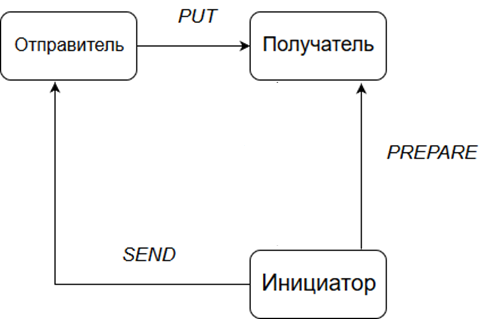 PUT
Отправитель
Получатель
PREPARE
SEND
Инициатор